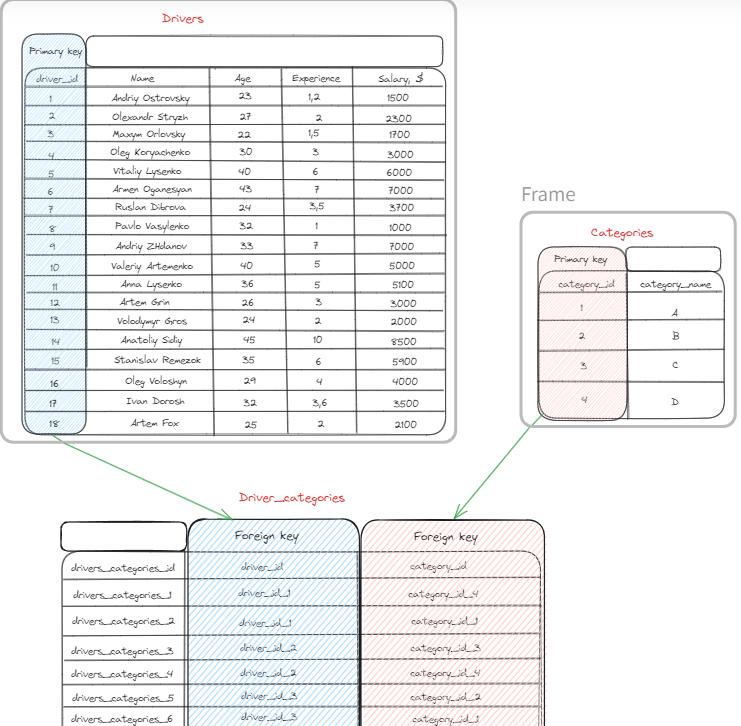 Drivers
Primary key
driver_id Name Age Experience Salary, $
1 Andriy Ostrovsky 23 1,2 1500
2 Olexandr Stryzh 27 2 2300
3 Maxym Orlovsky 22 1,5 1700
4 Oleg Koryachenko 30 3 3000
5 Vitaliy Lysenko 40 6 6000
6 Armen Oganesyan 43 7 7000
7 Ruslan Dibrova 24 3,5 3700
8 Pavlo Vasylenko 32 1 1000
9 Andriy ZHdanov 33 7 7000
10 Valeriy Artemenko 40 5 5000
11 Anna Lysenko 36 5 5100
12 Artem Grin 26 3 3000
13 Volodymyr Gros 24 2 2000
14 Anatoliy Sidiy 45 10 8500
15 Stanislav Remezok 35 6 5900
16 Oleg Voloshyn 29 4 4000
17 Ivan Dorosh 32 3,6 3500
18 Artem Fox 25 2 2100
Frame
Categories
Primary key
category_id category_name
1 A
2 B
3 C
4 D
Driver_categories
Foreign key Foreign key
drivers_categories_id driver_id category_id
drivers_categories_1 driver_id_1 category_id_4
drivers_categories_2 driver_id_1 category_id_1
drivers_categories_3 driver_id_2 category_id_3
drivers_categories_4 driver_id_2 category_id_4
drivers_categories_5 driver_id_3 category_id_2
drivers_categories_6 driver_id_3 category_id_1